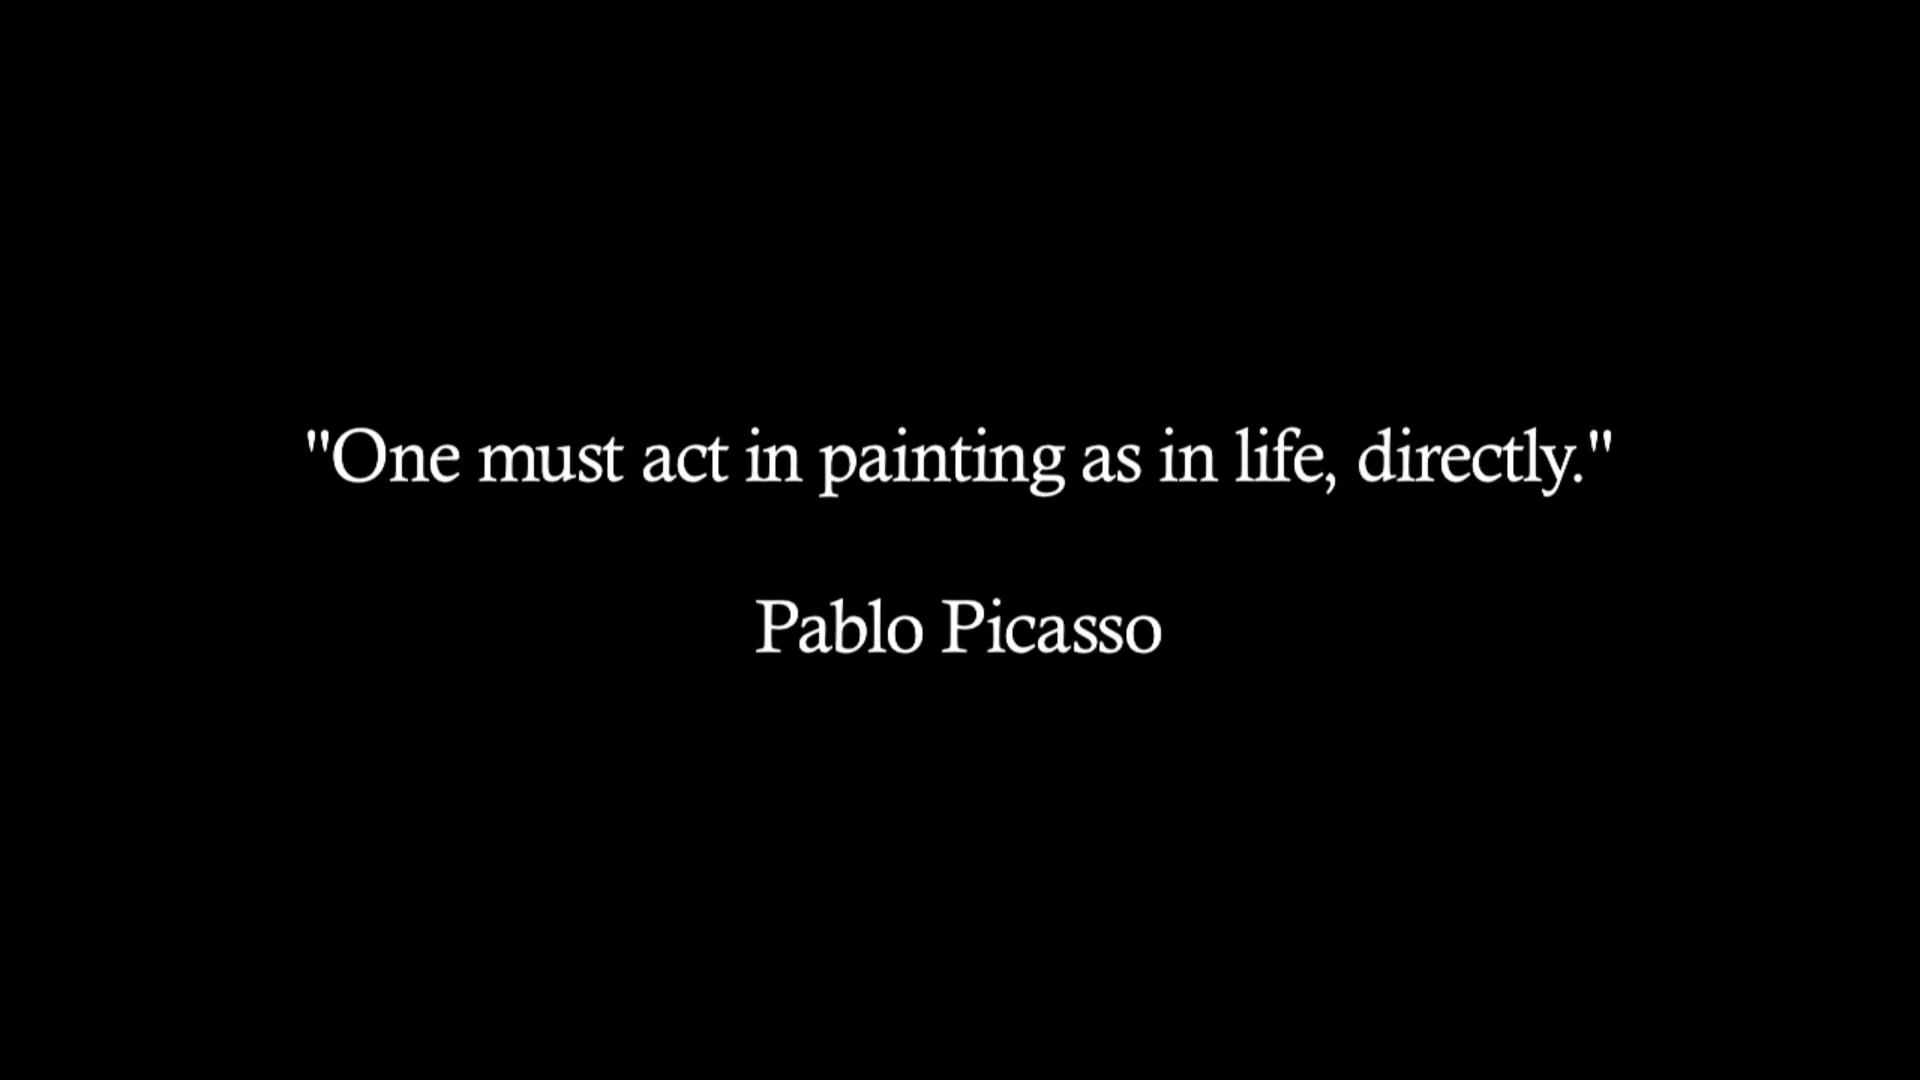 "One must act in painting as in life, directly."
Pablo Picasso